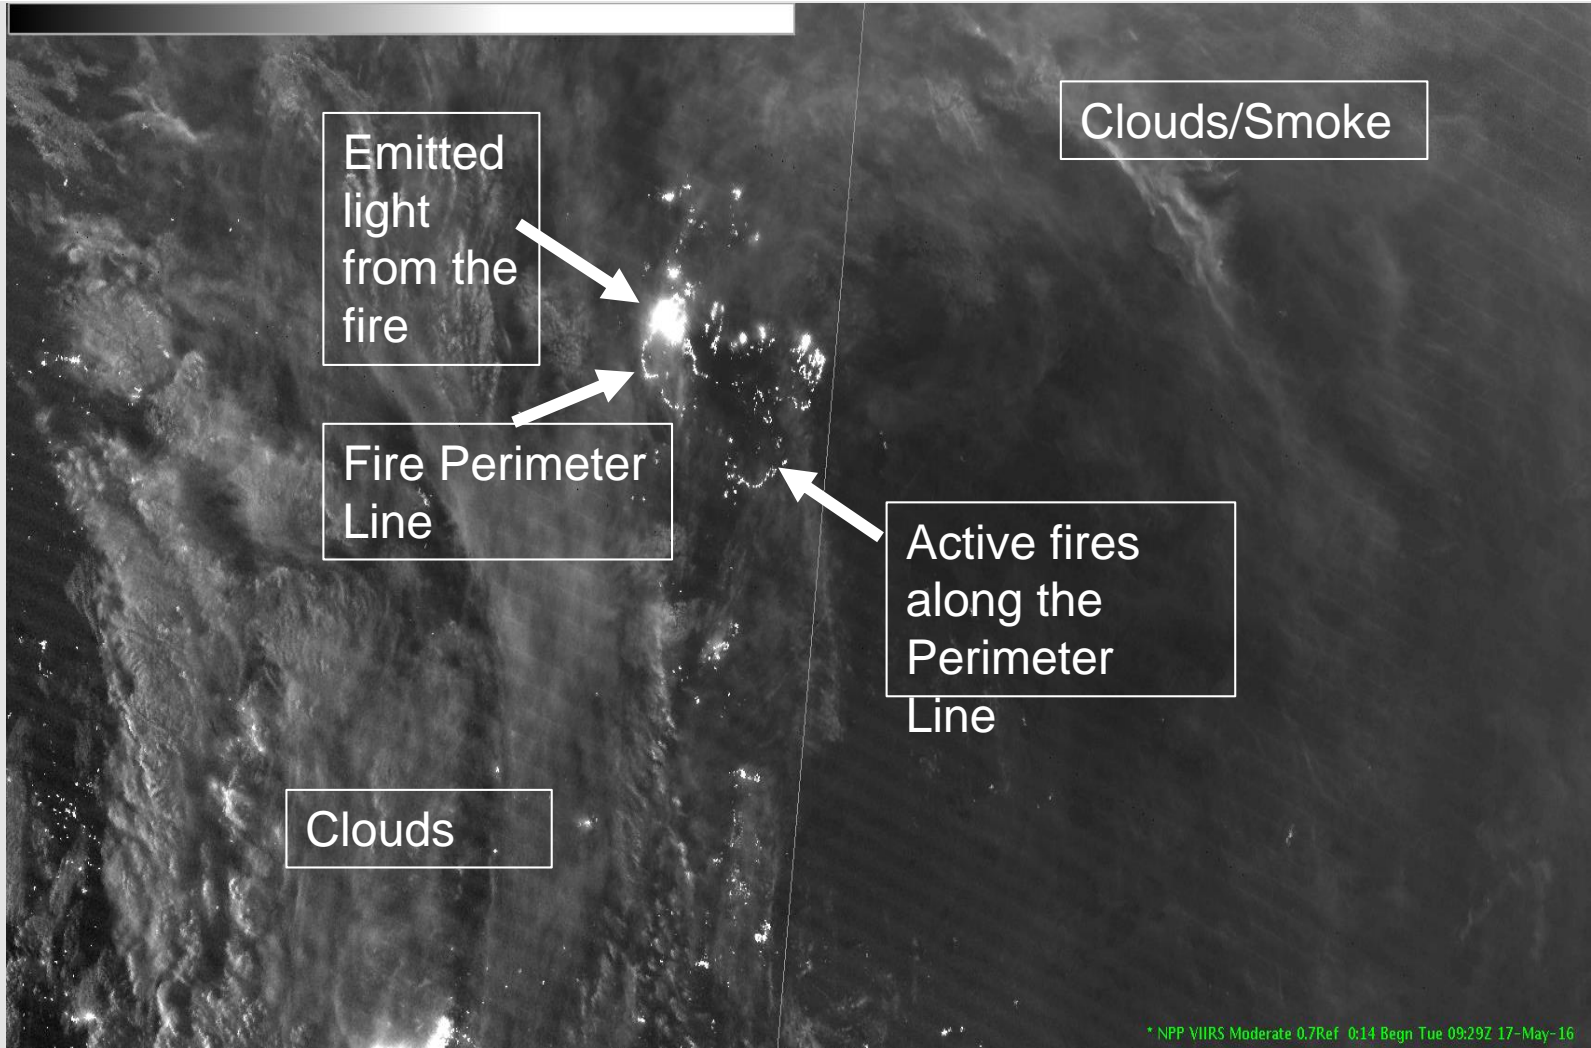 Clouds/Smoke
Emitted
light
from the
fire
Fire Perimeter
Line
Active fires
along the
Perimeter
Line
Clouds
* NPP VIIRS Moderate 0.7Ref 0:14 Begn Tue 09:29Z 17-May-16